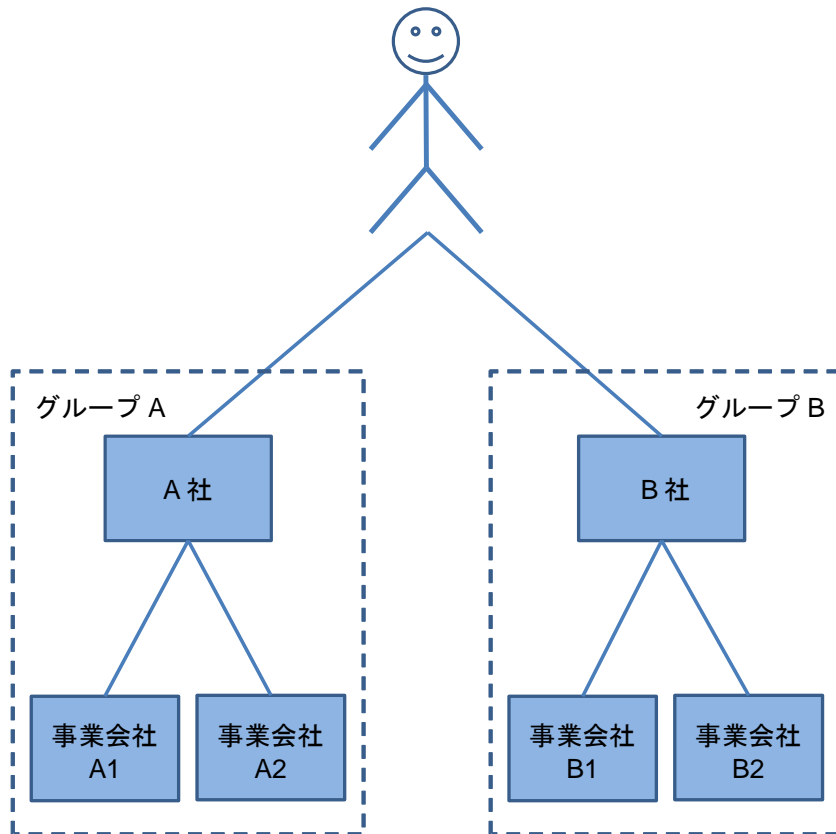 グループ A
グループ B
A 社
B 社
事業会社
A1
事業会社
A2
事業会社
B1
事業会社
B2